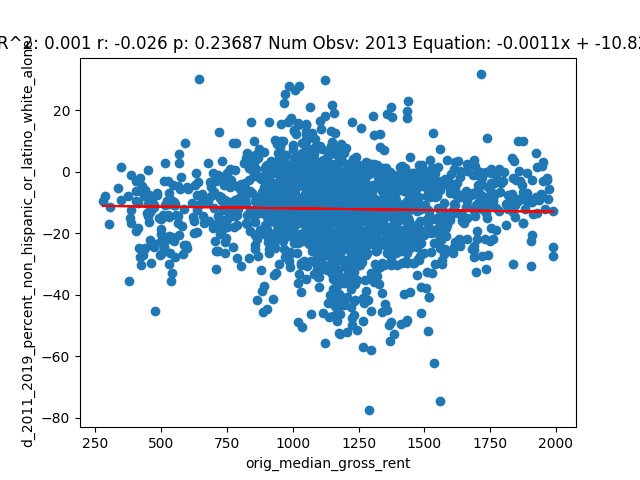 R^2: 0.001 r: -0.026 p: 0.23687 Num Obsv: 2013 Equation: -0.0011x + -10.82
d_2011_2019_percent_non_hispanic_or_latino_white_alone
20
0
−20
−40
−60
−80
250 500 750 1000 1250 1500 1750 2000
orig_median_gross_rent